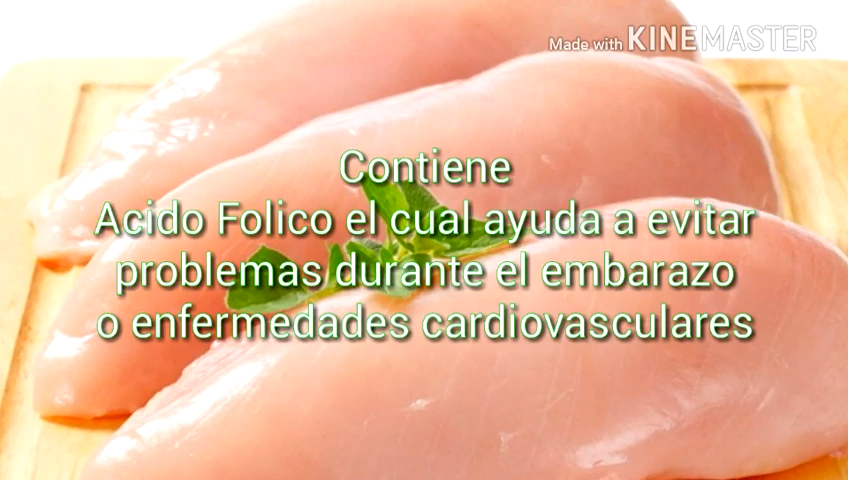 Made with KINEMASTER
Contiene
Acido Folico el cual ayuda a evitar
problemas durante el embarazo
o enfermedades cardiovasculares